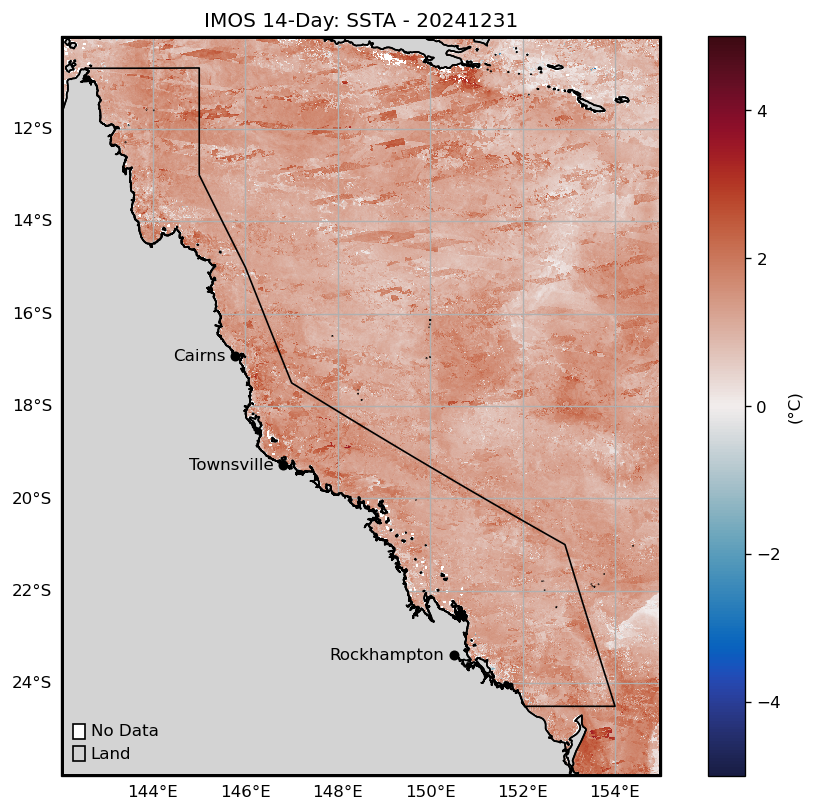 IMOS 14-Day: SSTA - 20241231
12°S
14°S
16°S
18°S
20°S
22°S
24°S
Cairns
Townsville
Rockhampton
No Data
Land
144°E 146°E 148°E 150°E 152°E 154°E
4
2
0
−2
−4
(°C)